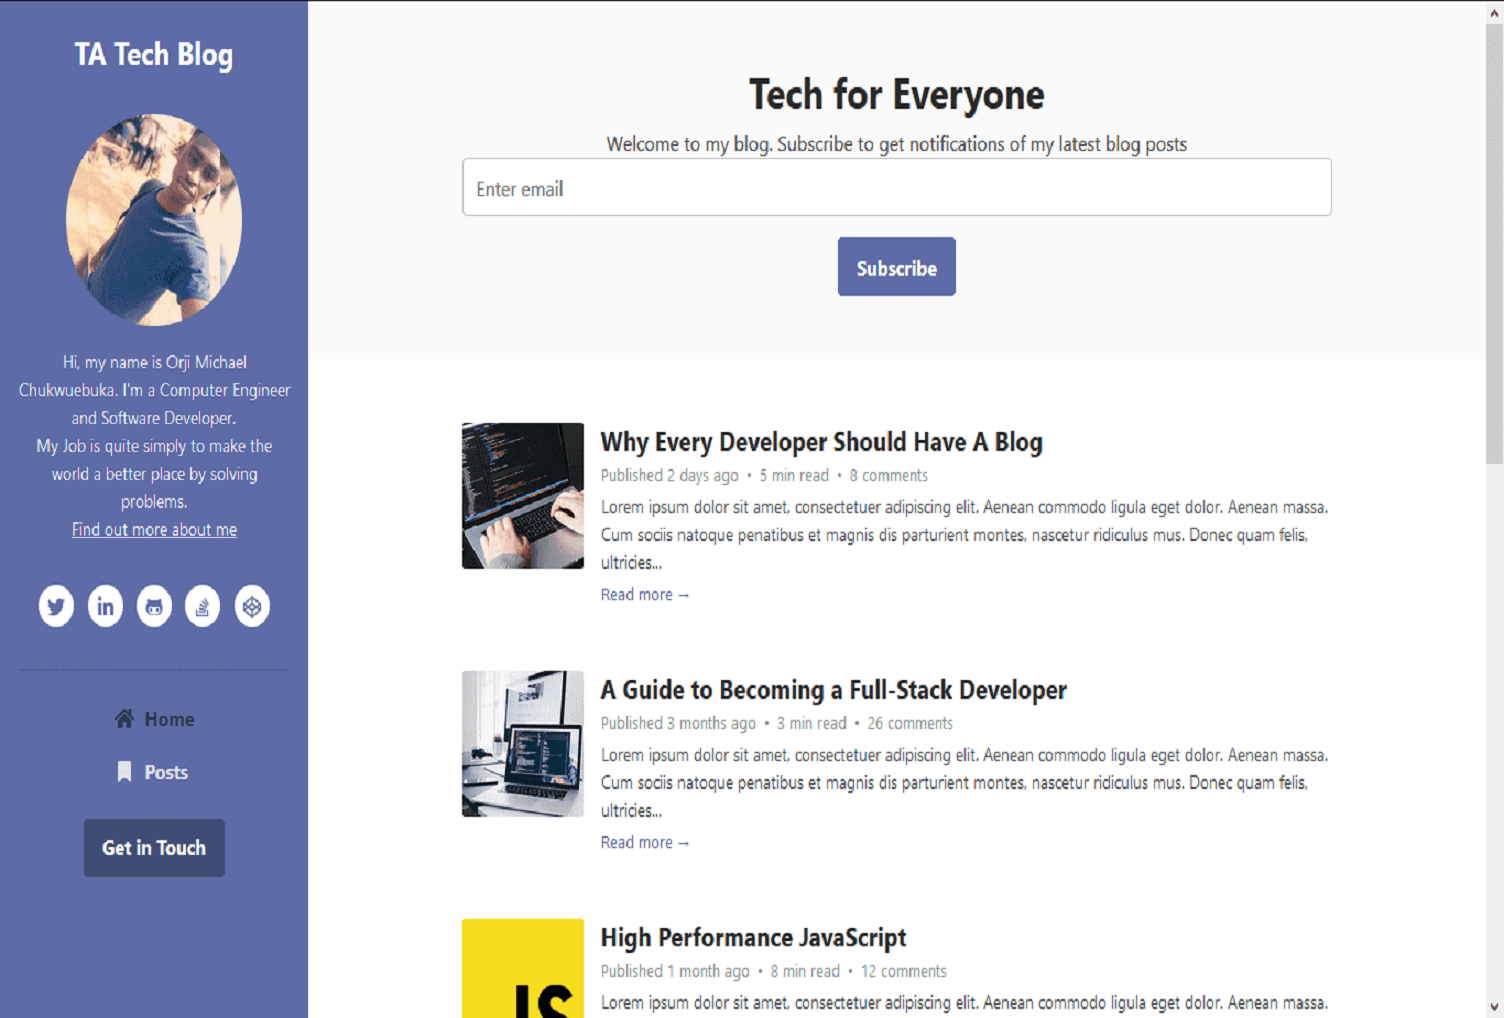 TA Tech Blog
Hi, my name is Orji Michael
Chukwuebuka. I'm a Computer Engineer
and Software Developer.
My Job is quite simply to make the
world a better place by solving
problems.
Find out more about me
Home
Posts
Get in Touch
Tech for Everyone
Welcome to my blog. Subscribe to get notifications of my latest blog posts
Enter email
Subscribe
Why Every Developer Should Have A Blog
Published 2 days ago • 5 min read • 8 comments
Lorem ipsum dolor sit amet, consectetuer adipiscing elit. Aenean commodo ligula eget dolor. Aenean massa.
Cum sociis natoque penatibus et magnis dis parturient montes, nascetur ridiculus mus. Donec quam felis,
ultricies...
Read more →
A Guide to Becoming a Full-Stack Developer
Published 3 months ago • 3 min read • 26 comments
Lorem ipsum dolor sit amet, consectetuer adipiscing elit. Aenean commodo ligula eget dolor. Aenean massa.
Cum sociis natoque penatibus et magnis dis parturient montes, nascetur ridiculus mus. Donec quam felis,
ultricies...
Read more →
JS
High Performance JavaScript
Published 1 month ago • 8 min read • 12 comments
Lorem ipsum dolor sit amet, consectetuer adipiscing elit. Aenean commodo ligula eget dolor. Aenean massa.